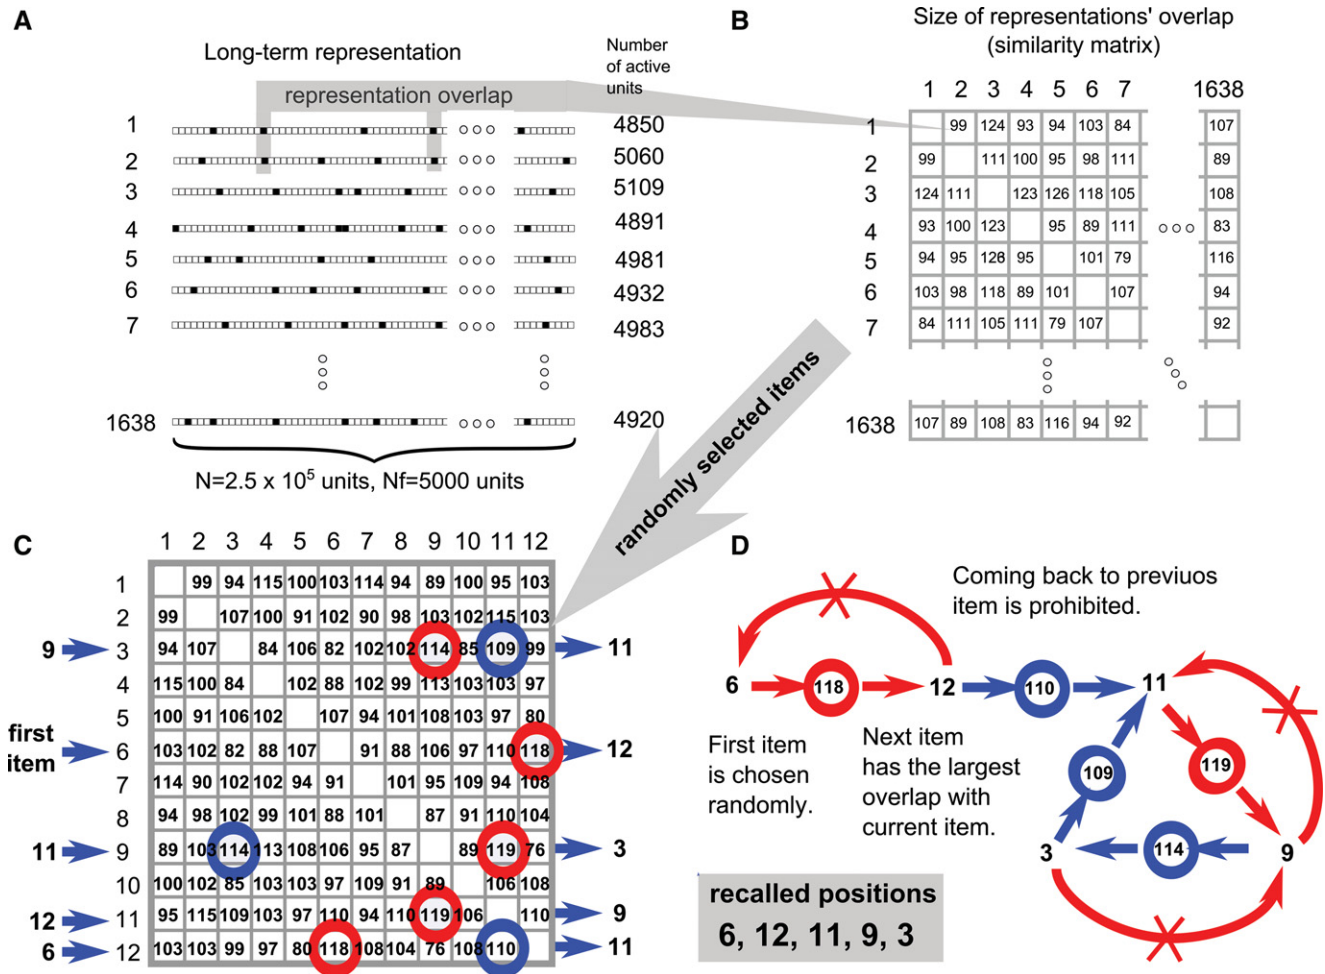 A
Long-term representation
Number
of active
units
representation overlap
1 4850
2 5060
3 5109
4 4891
5 4981
6 4932
7 4983
1638 4920
N=2.5 x 10⁵ units, Nf=5000 units
B
Size of representations' overlap
(similarity matrix)
1 2 3 4 5 6 7 1638
1 99 124 93 94 103 84 107
2 99 111 100 95 98 111 89
3 124 111 123 126 118 105 108
4 93 100 123 95 89 111 83
5 94 95 126 95 101 79 116
6 103 98 118 89 101 107 94
7 84 111 105 111 79 107 92
1638 107 89 108 83 116 94 92
randomly selected items
C
1 2 3 4 5 6 7 8 9 10 11 12
1 99 94 115 100 103 114 94 89 100 95 103
2 99 107 100 91 102 90 98 103 102 115 103
9 3 94 107 84 106 82 102 102 114 85 109 99 11
4 115 100 84 102 88 102 99 113 103 103 97
5 100 91 106 102 107 94 101 108 103 97 80
first
item
6 103 102 82 88 107 91 88 106 97 110 118 12
7 114 90 102 102 94 91 101 95 109 94 108
8 94 98 102 99 101 88 101 87 91 110 104
11 9 89 103 114 113 108 106 95 87 89 119 76 3
10 100 102 85 103 103 97 109 91 89 106 108
12 11 95 115 109 103 97 110 94 110 119 106 110 9
6 12 103 103 99 97 80 118 108 104 76 108 110 11
D
Coming back to previuos
item is prohibited.
6 118 12 110 11
First item
is chosen
randomly.
Next item
has the largest
overlap with
current item.
109
119
3 114 9
recalled positions
6, 12, 11, 9, 3